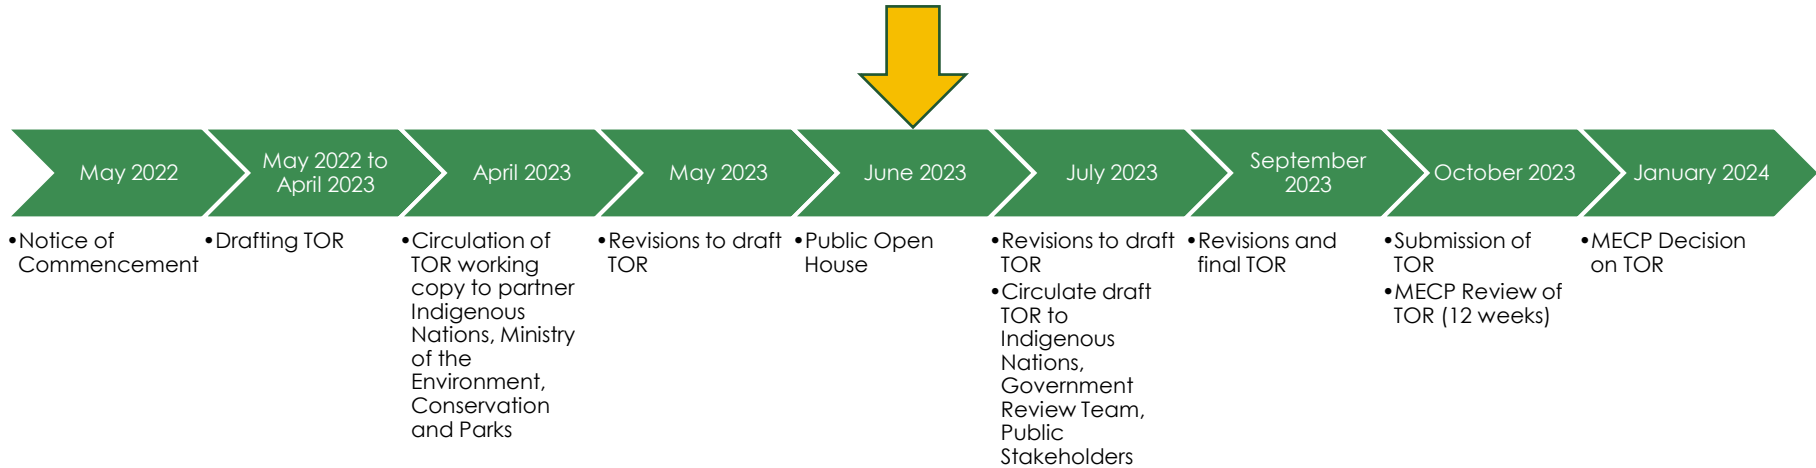 May 2022
May 2022 to
April 2023
April 2023
May 2023
June 2023
July 2023
September
2023
October 2023
January 2024
•Notice of
Commencement
•Drafting TOR
•Circulation of
TOR working
copy to partner
Indigenous
Nations, Ministry
of the
Environment,
Conservation
and Parks
•Revisions to draft
TOR
•Public Open
House
•Revisions to draft
TOR
•Circulate draft
TOR to
Indigenous
Nations,
Government
Review Team,
Public
Stakeholders
•Revisions and
final TOR
•Submission of
TOR
•MECP Review of
TOR (12 weeks)
•MECP Decision
on TOR